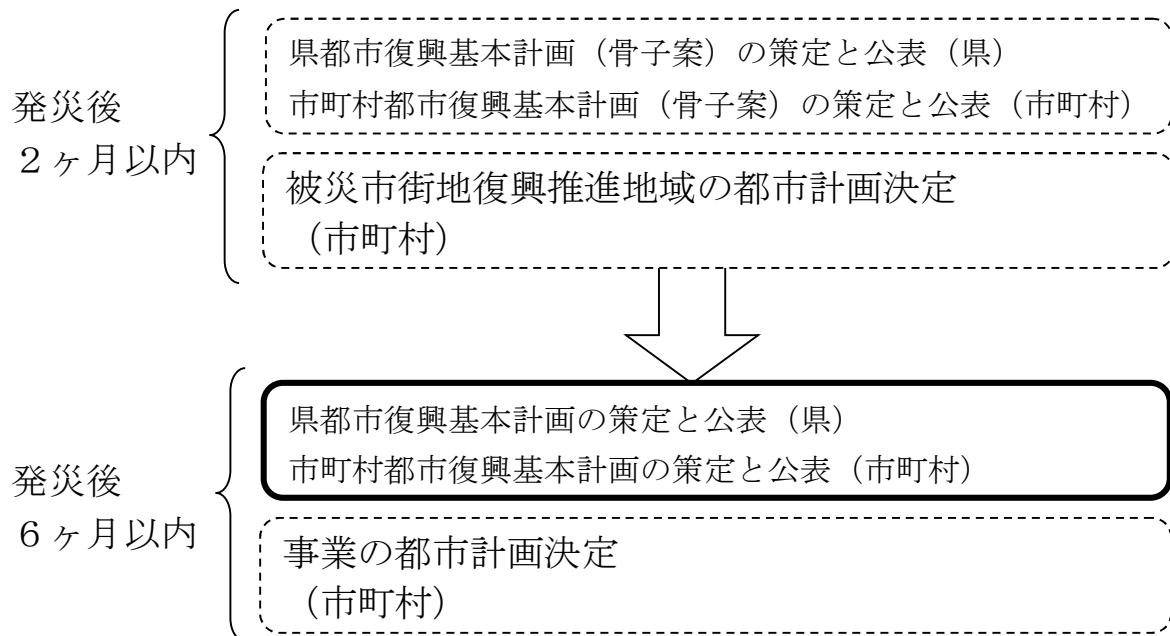 発災後
２ヶ月以内
県都市復興基本計画（骨子案）の策定と公表（県）
市町村都市復興基本計画（骨子案）の策定と公表（市町村）
被災市街地復興推進地域の都市計画決定
（市町村）
発災後
６ヶ月以内
県都市復興基本計画の策定と公表（県）
市町村都市復興基本計画の策定と公表（市町村）
事業の都市計画決定
（市町村）